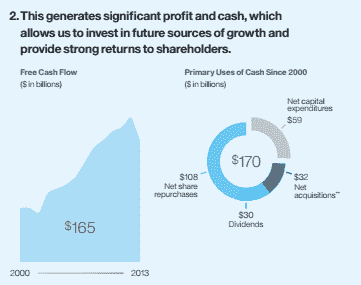 2. This generates significant profit and cash, which
allows us to invest in future sources of growth and
provide strong returns to shareholders.
Free Cash Flow
($ in billions)
$165
2000
2013
Primary Uses of Cash Since 2000
($ in billions)
Net capital
expenditures
$59
$170
$108
Net share
repurchases
$32
Net
acquisitions**
$30
Dividends